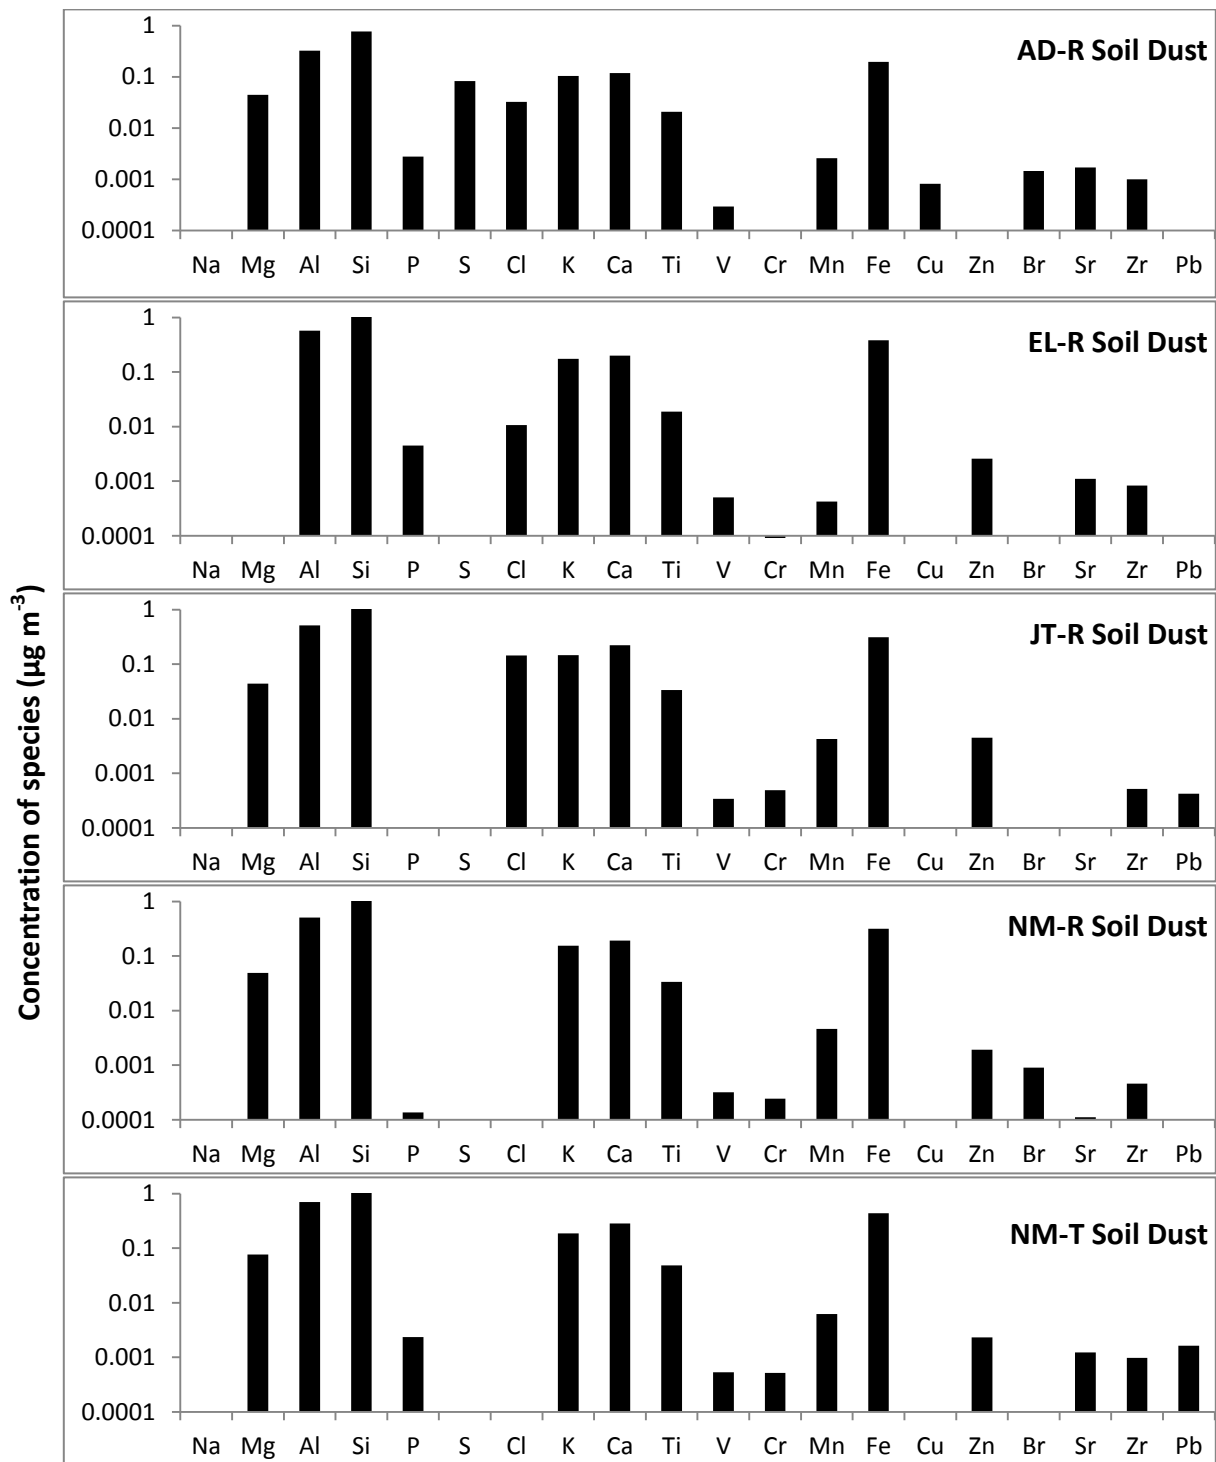 Concentration of species (µg m-3)
1
0.1
0.01
0.001
0.0001
AD-R Soil Dust
Na Mg Al Si P S Cl K Ca Ti V Cr Mn Fe Cu Zn Br Sr Zr Pb
1
0.1
0.01
0.001
0.0001
EL-R Soil Dust
Na Mg Al Si P S Cl K Ca Ti V Cr Mn Fe Cu Zn Br Sr Zr Pb
1
0.1
0.01
0.001
0.0001
JT-R Soil Dust
Na Mg Al Si P S Cl K Ca Ti V Cr Mn Fe Cu Zn Br Sr Zr Pb
1
0.1
0.01
0.001
0.0001
NM-R Soil Dust
Na Mg Al Si P S Cl K Ca Ti V Cr Mn Fe Cu Zn Br Sr Zr Pb
1
0.1
0.01
0.001
0.0001
NM-T Soil Dust
Na Mg Al Si P S Cl K Ca Ti V Cr Mn Fe Cu Zn Br Sr Zr Pb